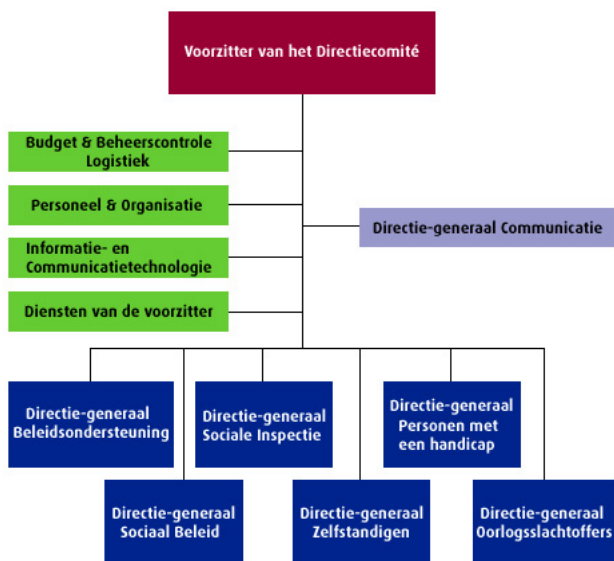 Voorzitter van het Directiecomité
Budget & Beheerscontrole
Logistiek
Personeel & Organisatie
Directie-generaal Communicatie
Informatie- en
Communicatietechnologie
Diensten van de voorzitter
Directie-generaal
Beleidsondersteuning
Directie-generaal
Sociale Inspectie
Directie-generaal
Personen met
een handicap
Directie-generaal
Sociaal Beleid
Directie-generaal
Zelfstandigen
Directie-generaal
Oorlogsslachtoffers